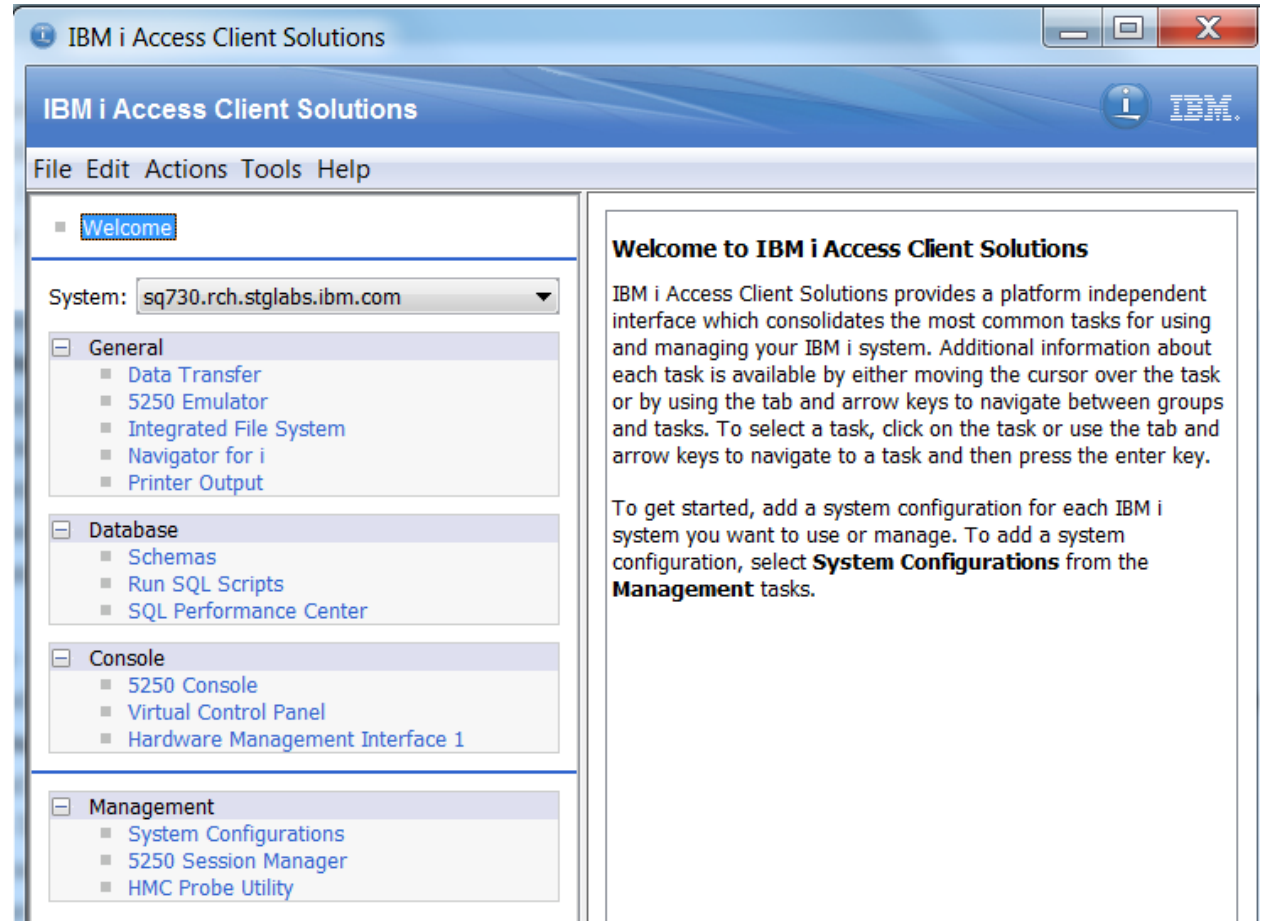 IBM i Access Client Solutions
IBM i Access Client Solutions
IBM.
File Edit Actions Tools Help
Welcome
System: sq730.rch.stglabs.ibm.com
General
Data Transfer
5250 Emulator
Integrated File System
Navigator for i
Printer Output
Database
Schemas
Run SQL Scripts
SQL Performance Center
Console
5250 Console
Virtual Control Panel
Hardware Management Interface 1
Management
System Configurations
5250 Session Manager
HMC Probe Utility
Welcome to IBM i Access Client Solutions
IBM i Access Client Solutions provides a platform independent
interface which consolidates the most common tasks for using
and managing your IBM i system. Additional information about
each task is available by either moving the cursor over the task
or by using the tab and arrow keys to navigate between groups
and tasks. To select a task, click on the task or use the tab and
arrow keys to navigate to a task and then press the enter key.
To get started, add a system configuration for each IBM i
system you want to use or manage. To add a system
configuration, select System Configurations from the
Management tasks.